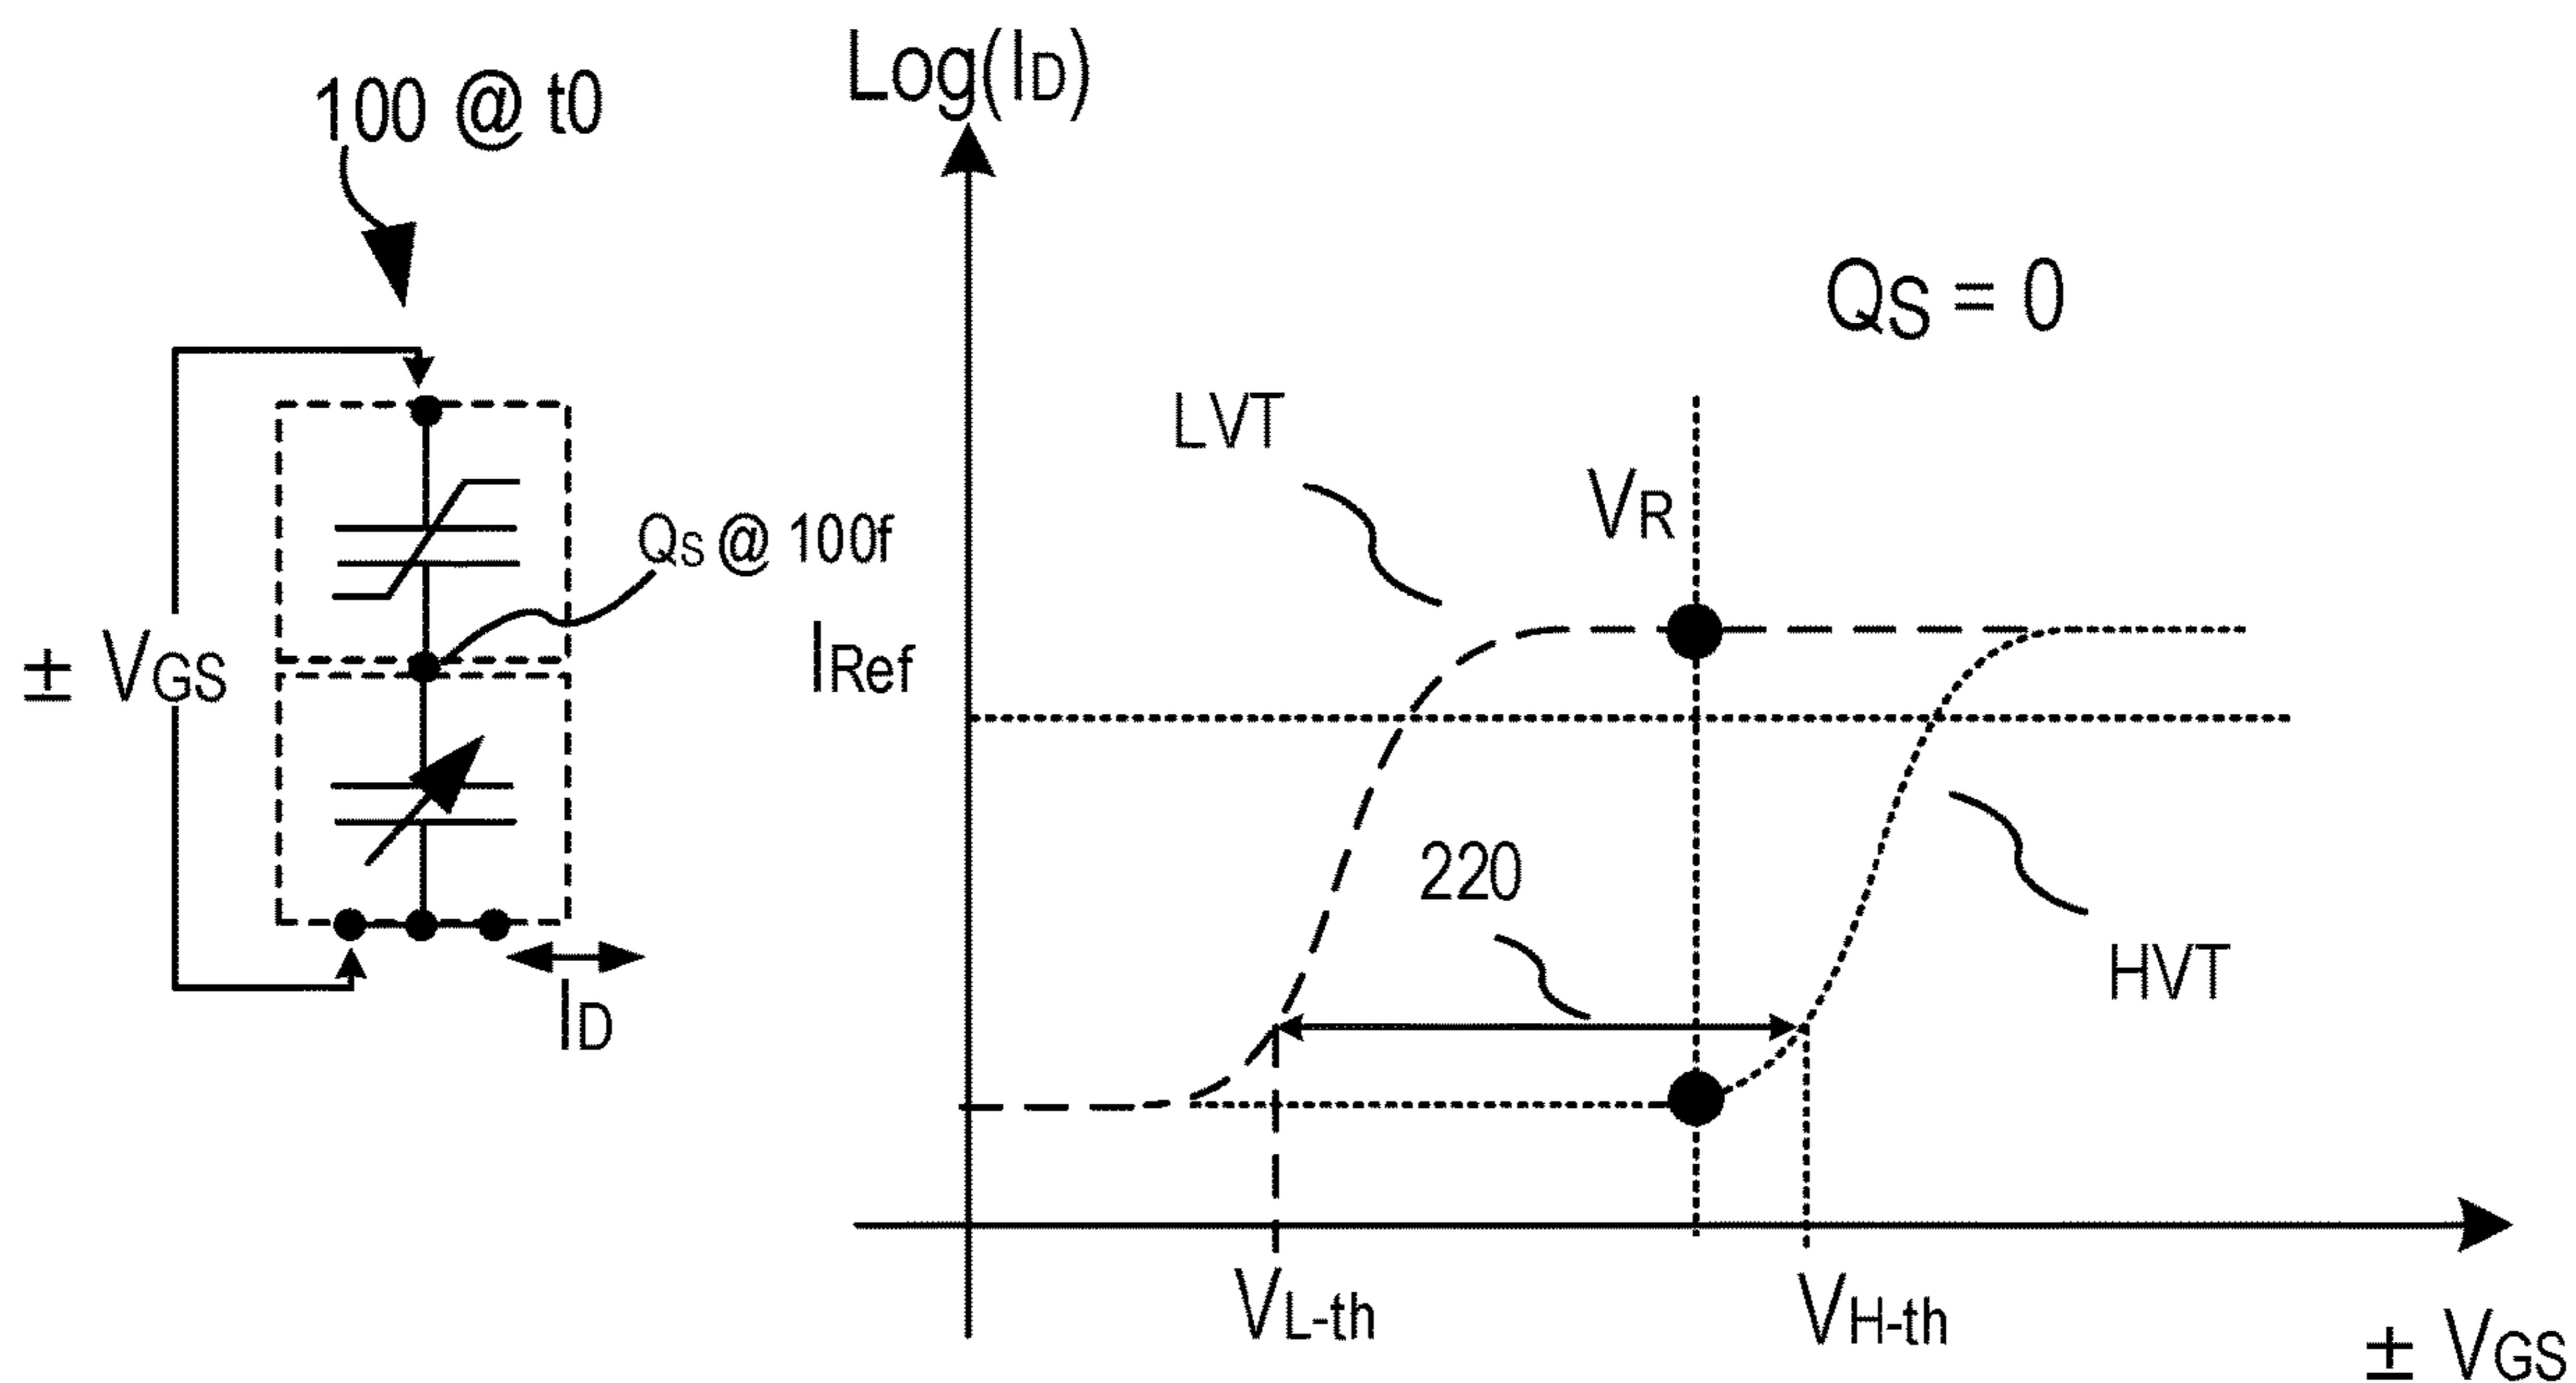 100 @ t0
Log(ID)
QS = 0
LVT
VR
QS @ 100f
IRef
± VGS
220
HVT
ID
VL-th
VH-th
± VGS